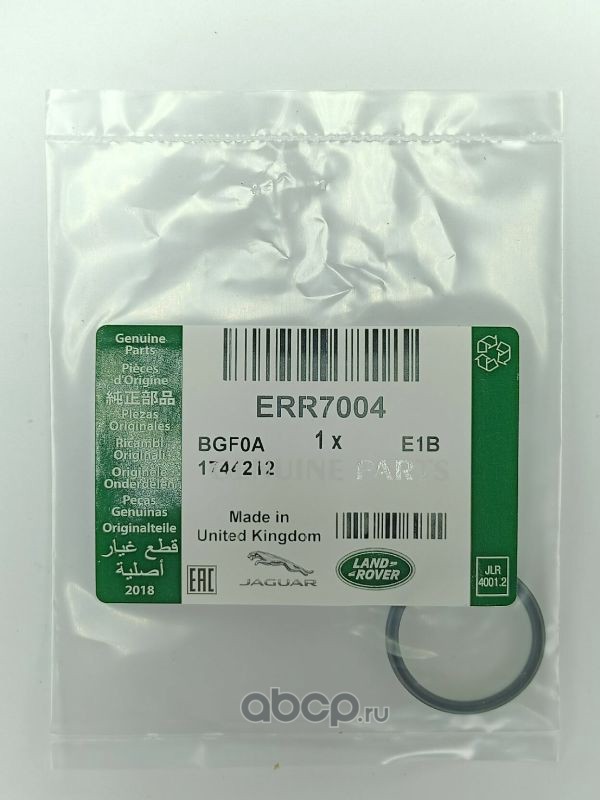 Genuine
Parts
Pièces
d'Origine
純正部品
Piezas
Originales
Ricambi
Originali
Originele
Onderdelen
Peças
Genuínas
Originalteile
قطع غيار
أصلية
2018
ERR7004
BGF0A 1 x E1B
1744212
GENUINE PARTS
Made in
United Kingdom
EAC
JAGUAR
LAND
ROVER
JLR
4001.2
abcp.ru